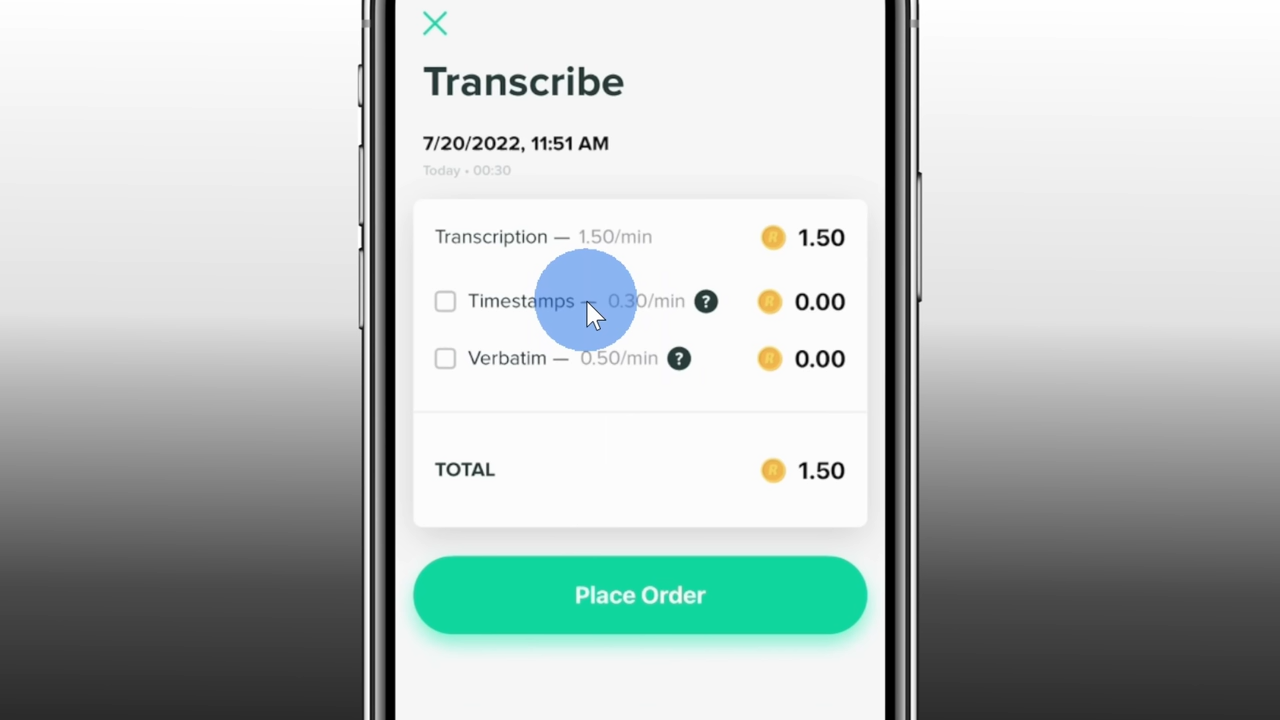 Transcribe
7/20/2022, 11:51 AM
Today • 00:30
Transcription — 1.50/min R 1.50
Timestamps — 0.30/min ? R 0.00
Verbatim — 0.50/min ? R 0.00
TOTAL R 1.50
Place Order